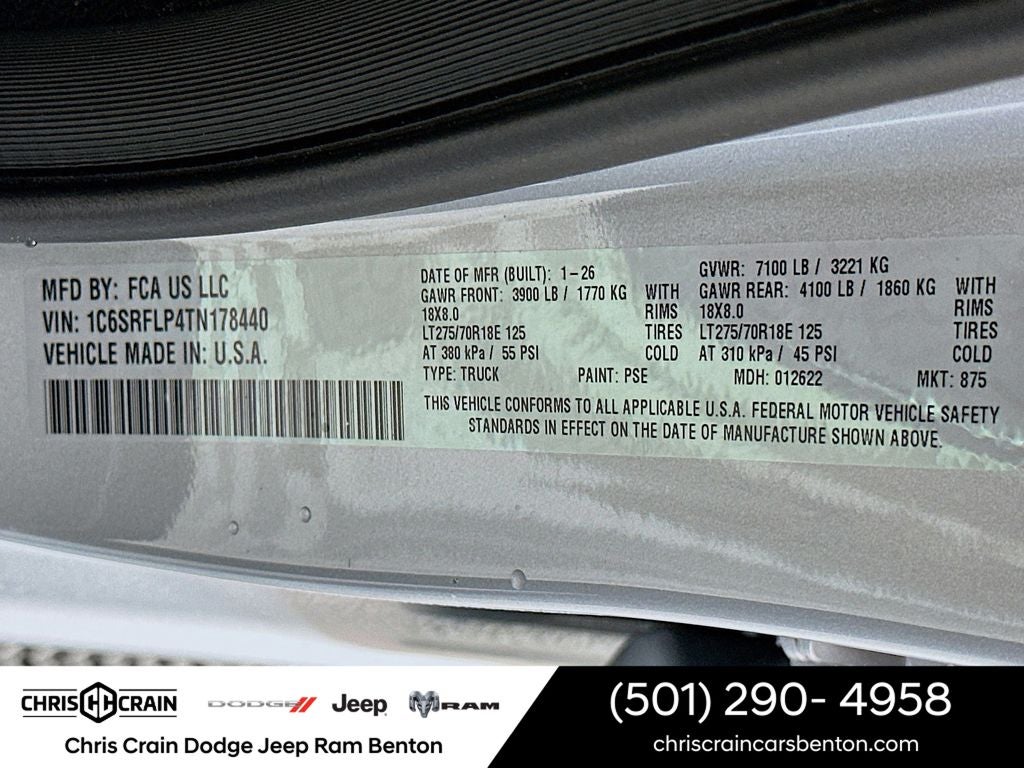 MFD BY: FCA US LLC
VIN: 1C6SRFLP4TN178440
VEHICLE MADE IN: U.S.A.
DATE OF MFR (BUILT): 1-26
GAWR FRONT: 3900 LB / 1770 KG WITH
18X8.0 RIMS
LT275/70R18E 125 TIRES
AT 380 kPa / 55 PSI COLD
GVWR: 7100 LB / 3221 KG
GAWR REAR: 4100 LB / 1860 KG WITH
18X8.0 RIMS
LT275/70R18E 125 TIRES
AT 310 kPa / 45 PSI COLD
TYPE: TRUCK PAINT: PSE MDH: 012622 MKT: 875
THIS VEHICLE CONFORMS TO ALL APPLICABLE U.S.A. FEDERAL MOTOR VEHICLE SAFETY
STANDARDS IN EFFECT ON THE DATE OF MANUFACTURE SHOWN ABOVE.
CHRIS CRAIN DODGE Jeep RAM
Chris Crain Dodge Jeep Ram Benton
(501) 290- 4958
chriscraincarsbenton.com